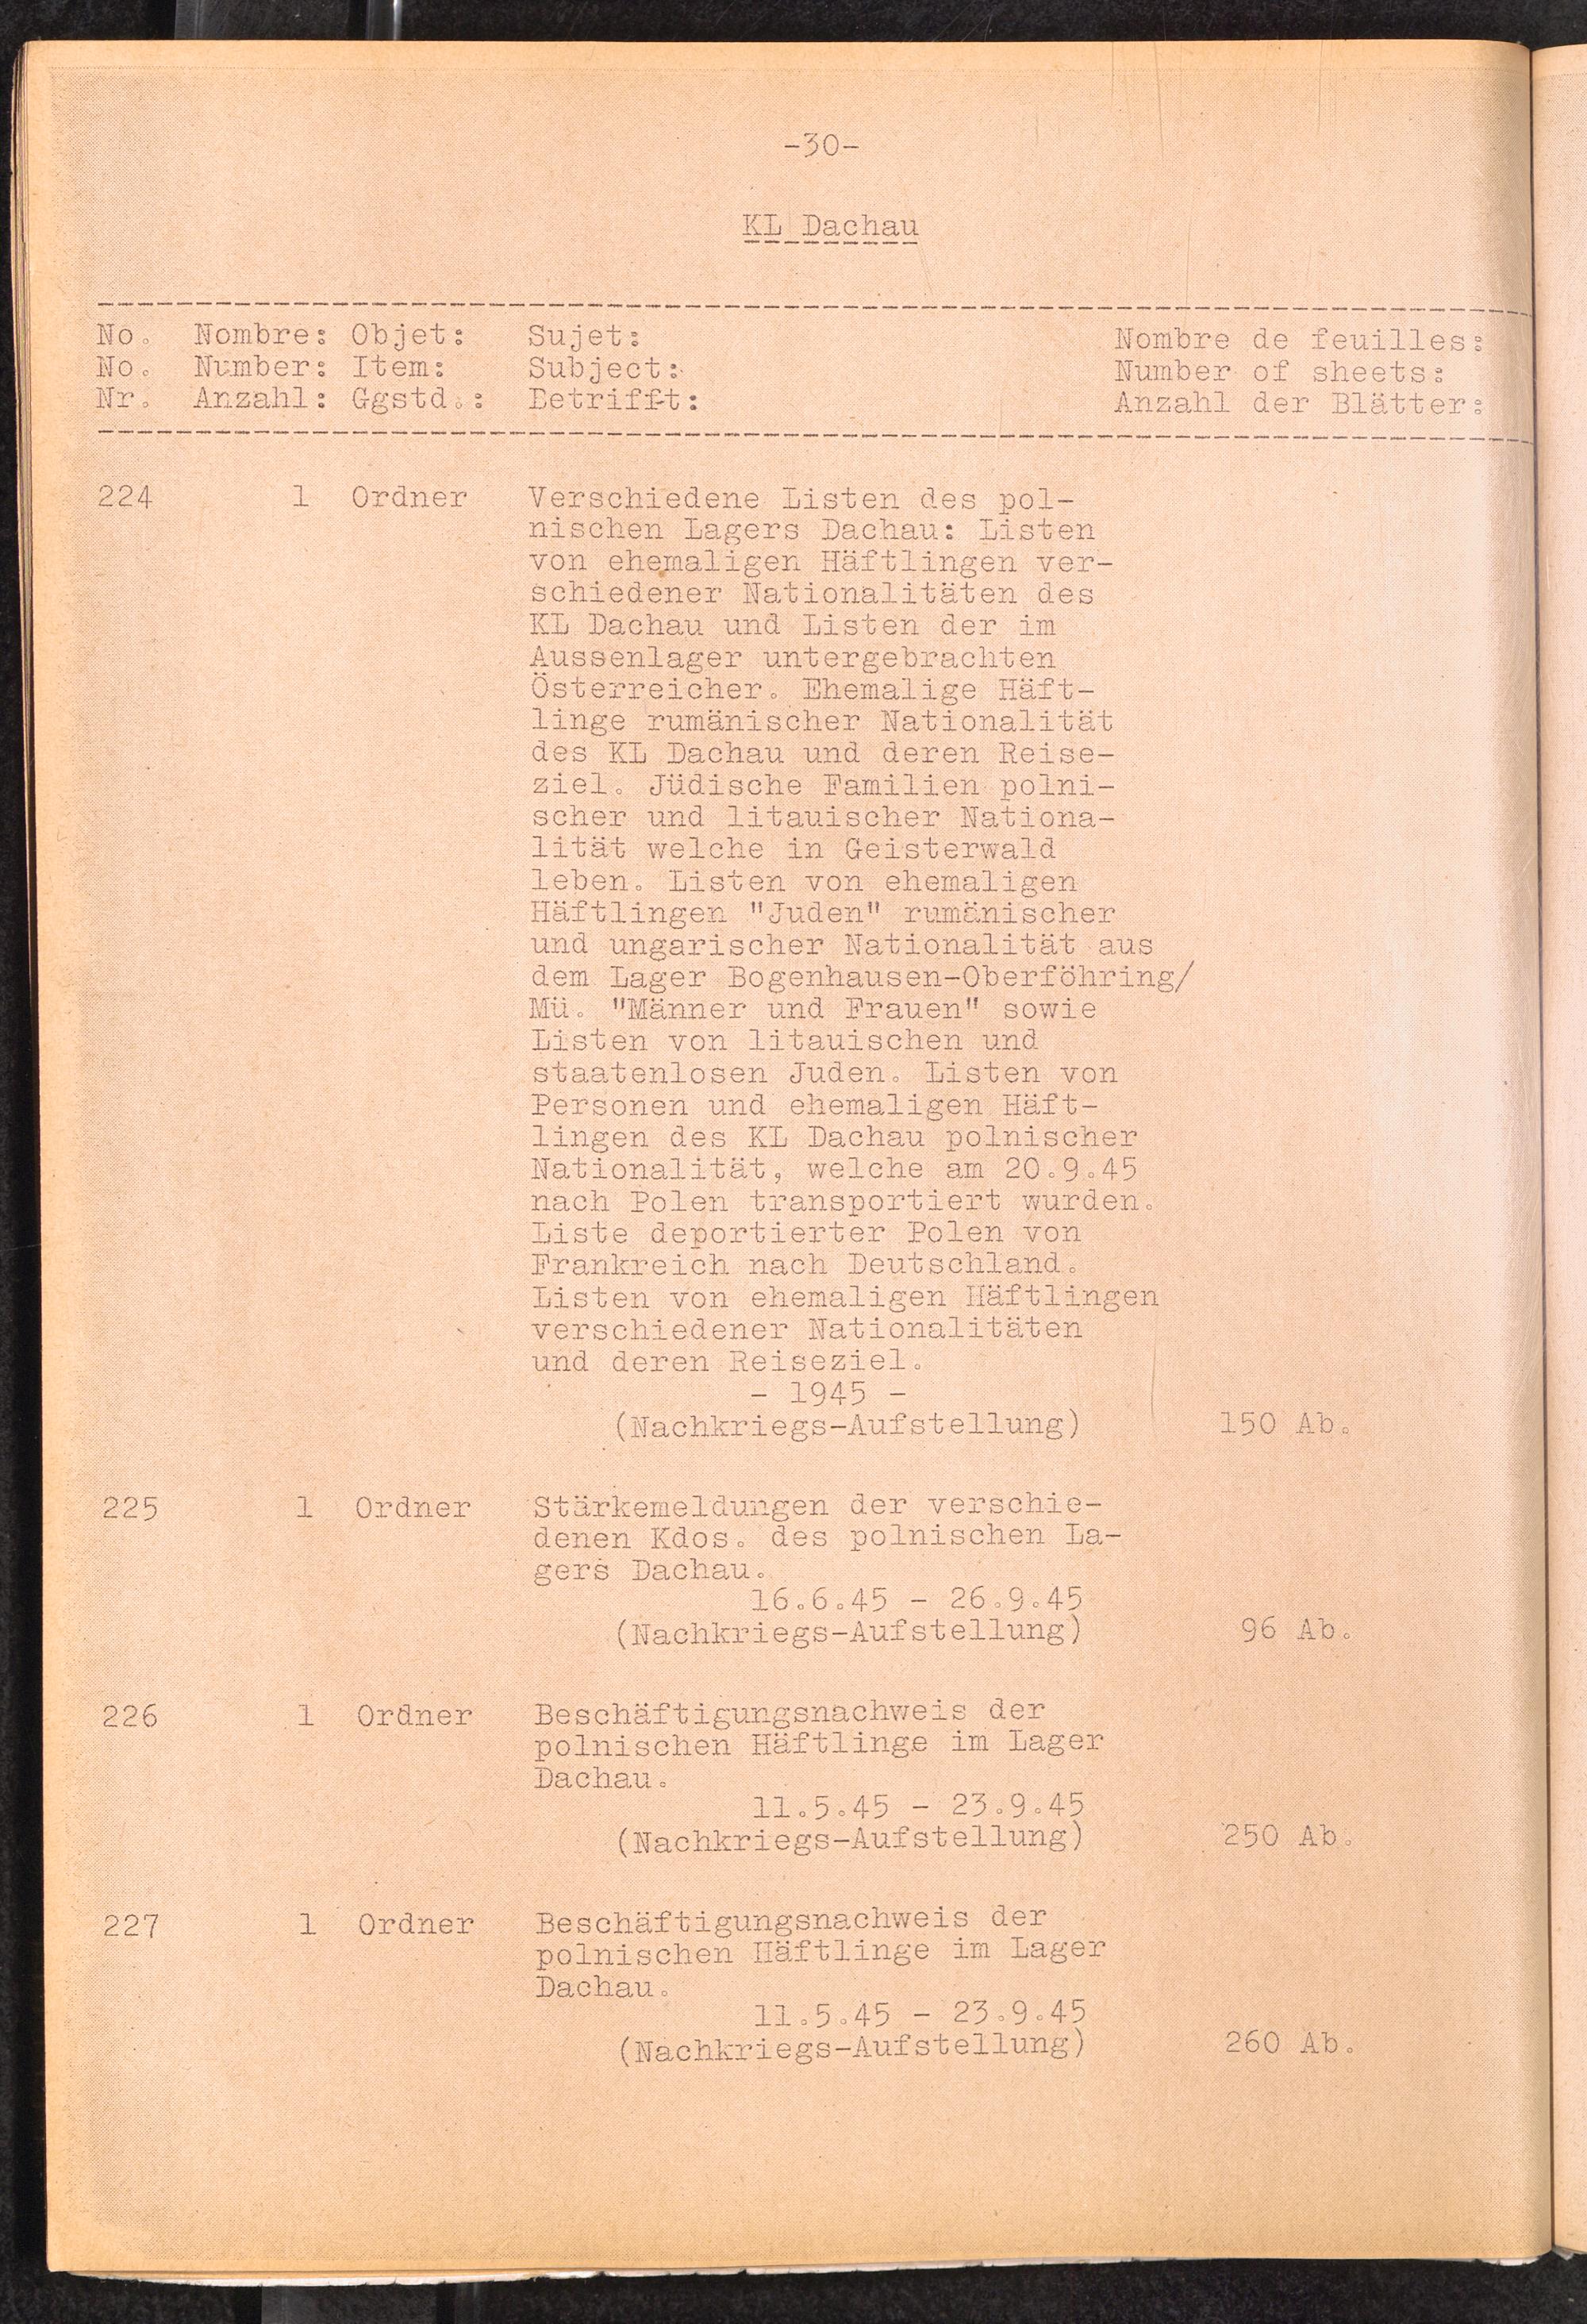 -30-
KL Dachau
No. Nombre: Objet: Sujet: Nombre de feuilles:
No. Number: Item: Subject: Number of sheets:
Nr. Anzahl: Ggstd.: Betrifft: Anzahl der Blätter:
224 1 Ordner Verschiedene Listen des pol-
nischen Lagers Dachau: Listen
von ehemaligen Häftlingen ver-
schiedener Nationalitäten des
KL Dachau und Listen der im
Aussenlager untergebrachten
Österreicher. Ehemalige Häft-
linge rumänischer Nationalität
des KL Dachau und deren Reise-
ziel. Jüdische Familien polni-
scher und litauischer Nationa-
lität welche in Geisterwald
leben. Listen von ehemaligen
Häftlingen "Juden" rumänischer
und ungarischer Nationalität aus
dem Lager Bogenhausen-Oberföhring/
Mü. "Männer und Frauen" sowie
Listen von litauischen und
staatenlosen Juden. Listen von
Personen und ehemaligen Häft-
lingen des KL Dachau polnischer
Nationalität, welche am 20.9.45
nach Polen transportiert wurden.
Liste deportierter Polen von
Frankreich nach Deutschland.
Listen von ehemaligen Häftlingen
verschiedener Nationalitäten
und deren Reiseziel.
- 1945 -
(Nachkriegs-Aufstellung) 150 Ab.
225 1 Ordner Stärkemeldungen der verschie-
denen Kdos. des polnischen La-
gers Dachau.
16.6.45 - 26.9.45
(Nachkriegs-Aufstellung) 96 Ab.
226 1 Ordner Beschäftigungsnachweis der
polnischen Häftlinge im Lager
Dachau.
11.5.45 - 23.9.45
(Nachkriegs-Aufstellung) 250 Ab.
227 1 Ordner Beschäftigungsnachweis der
polnischen Häftlinge im Lager
Dachau.
11.5.45 - 23.9.45
(Nachkriegs-Aufstellung) 260 Ab.